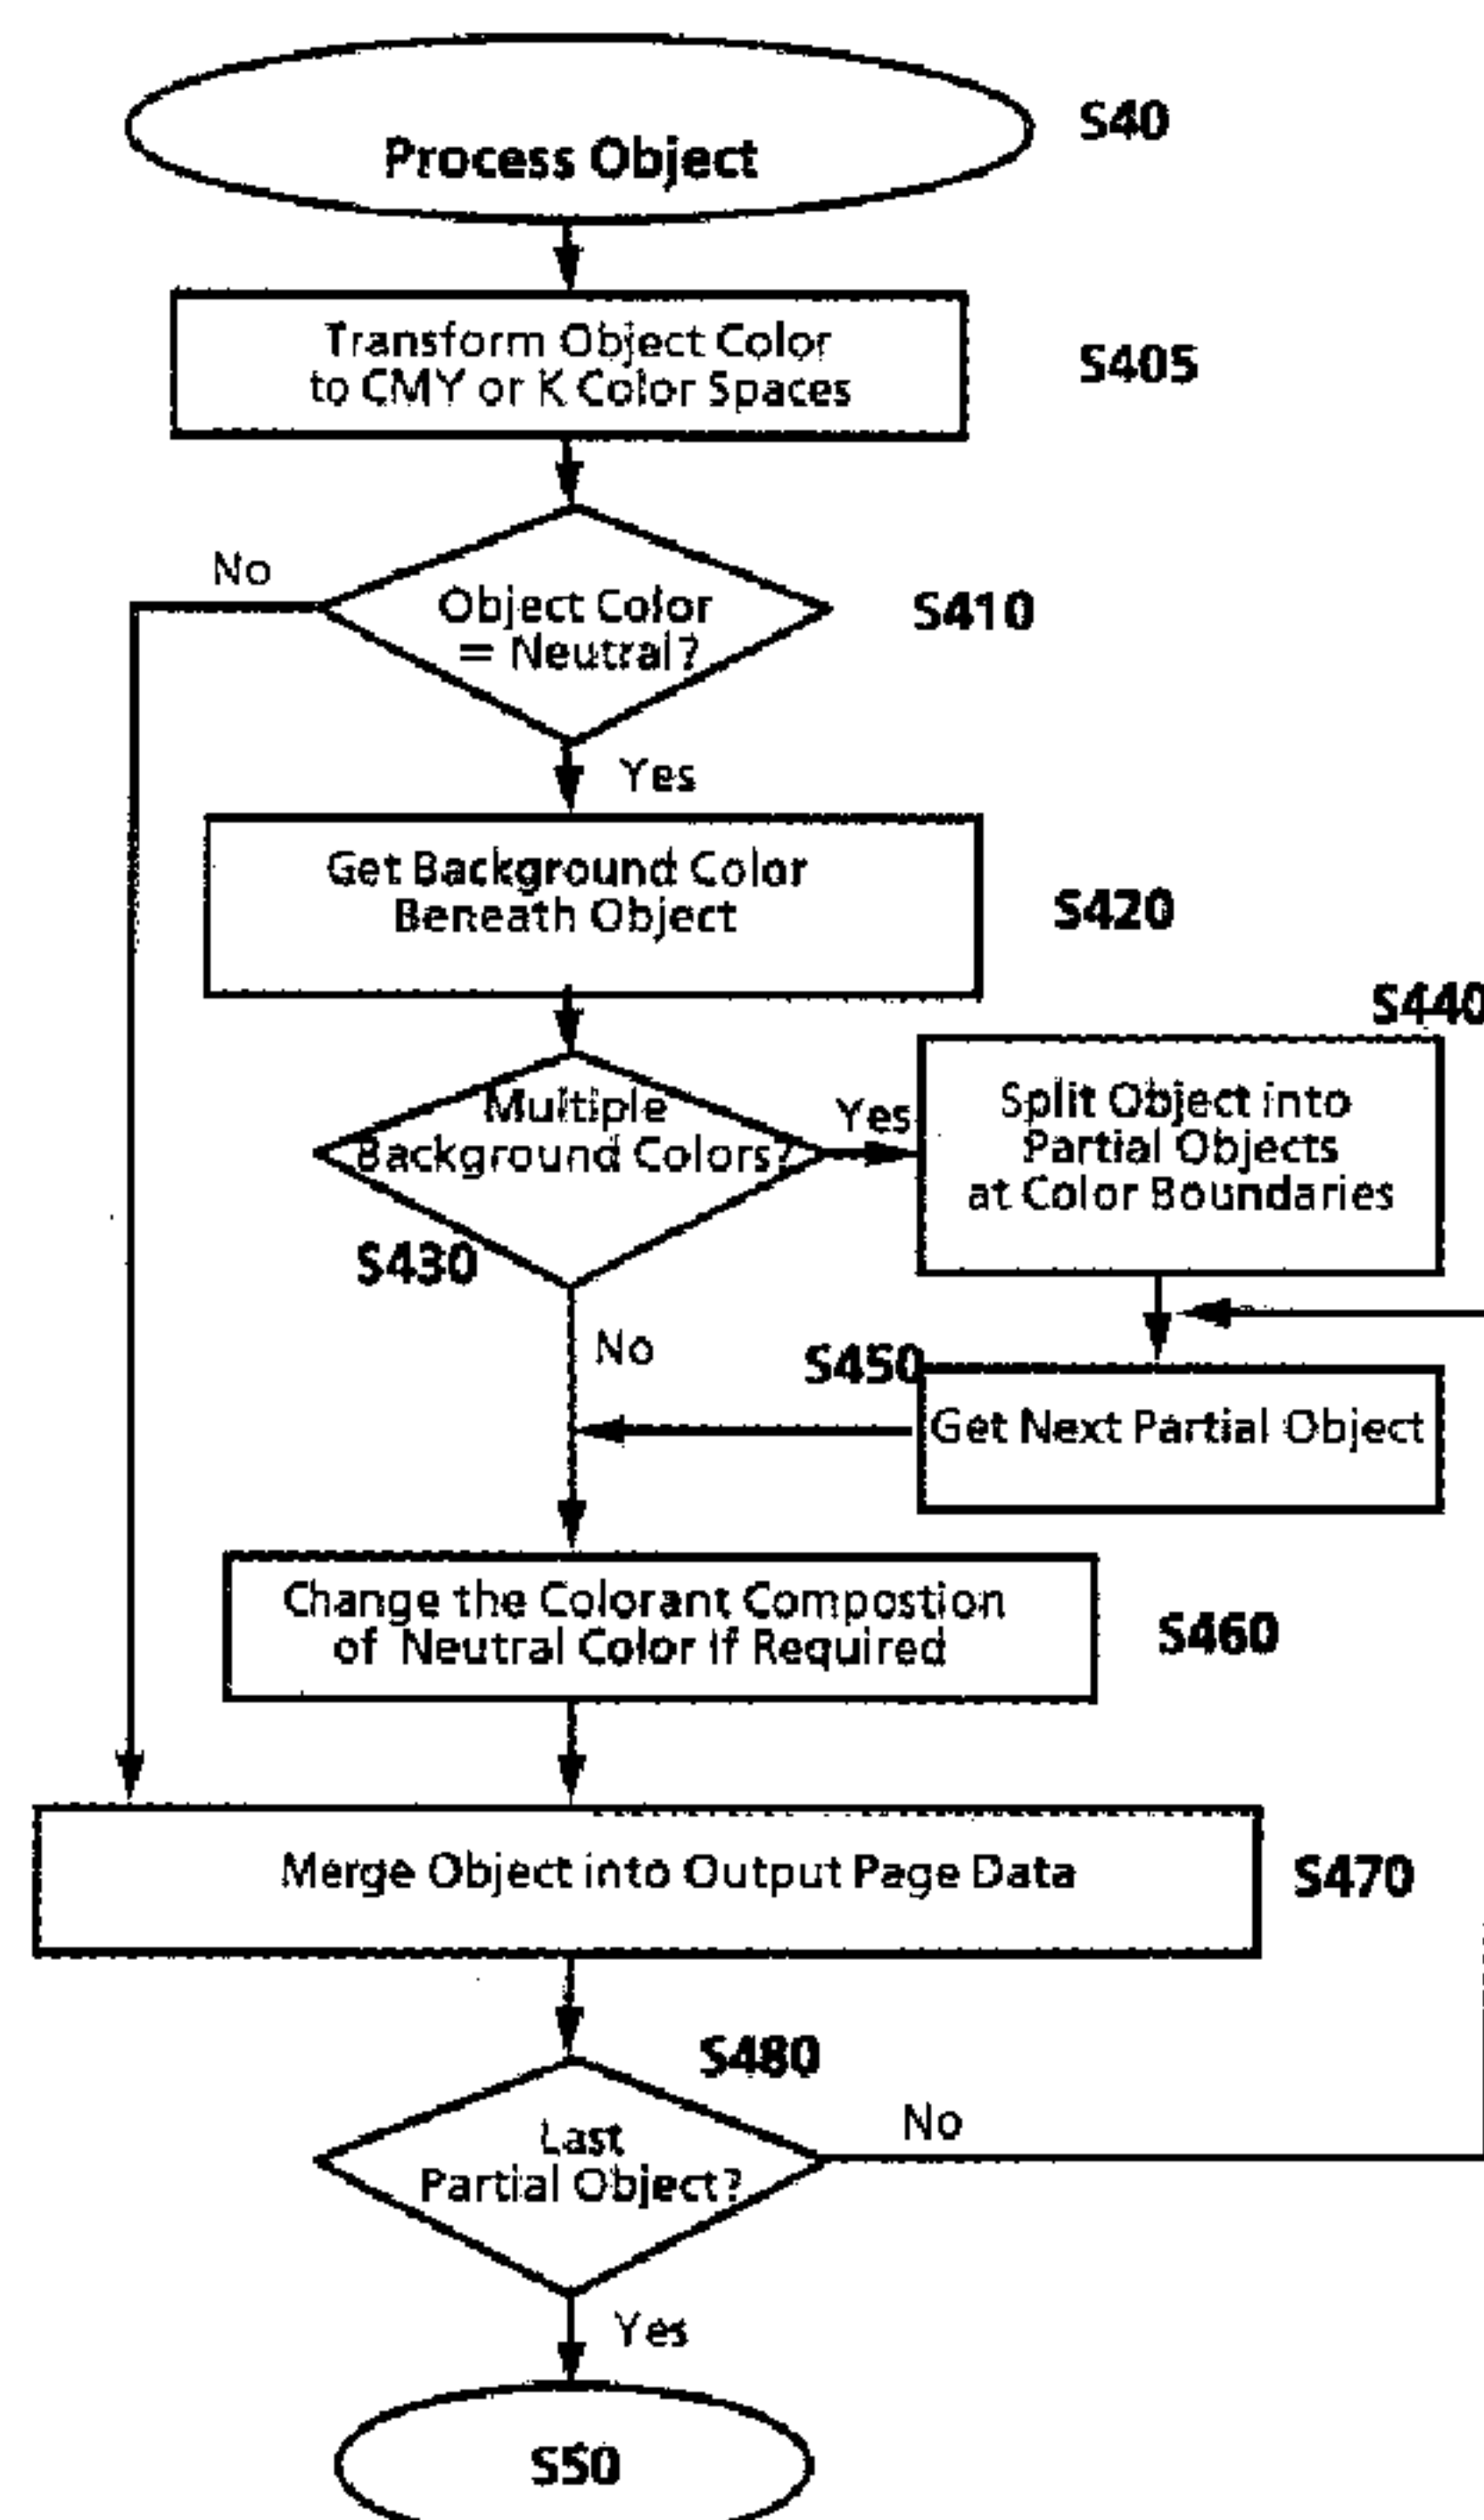 Process Object
S40
Transform Object Color
to CMY or K Color Spaces
S405
No
Object Color
= Neutral?
S410
Yes
Get Background Color
Beneath Object
S420
S440
Multiple
Background Colors?
Yes
Split Object into
Partial Objects
at Color Boundaries
S430
No
S450
Get Next Partial Object
Change the Colorant Compostion
of Neutral Color if Required
S460
Merge Object into Output Page Data
S470
S480
Last
Partial Object?
No
Yes
S50